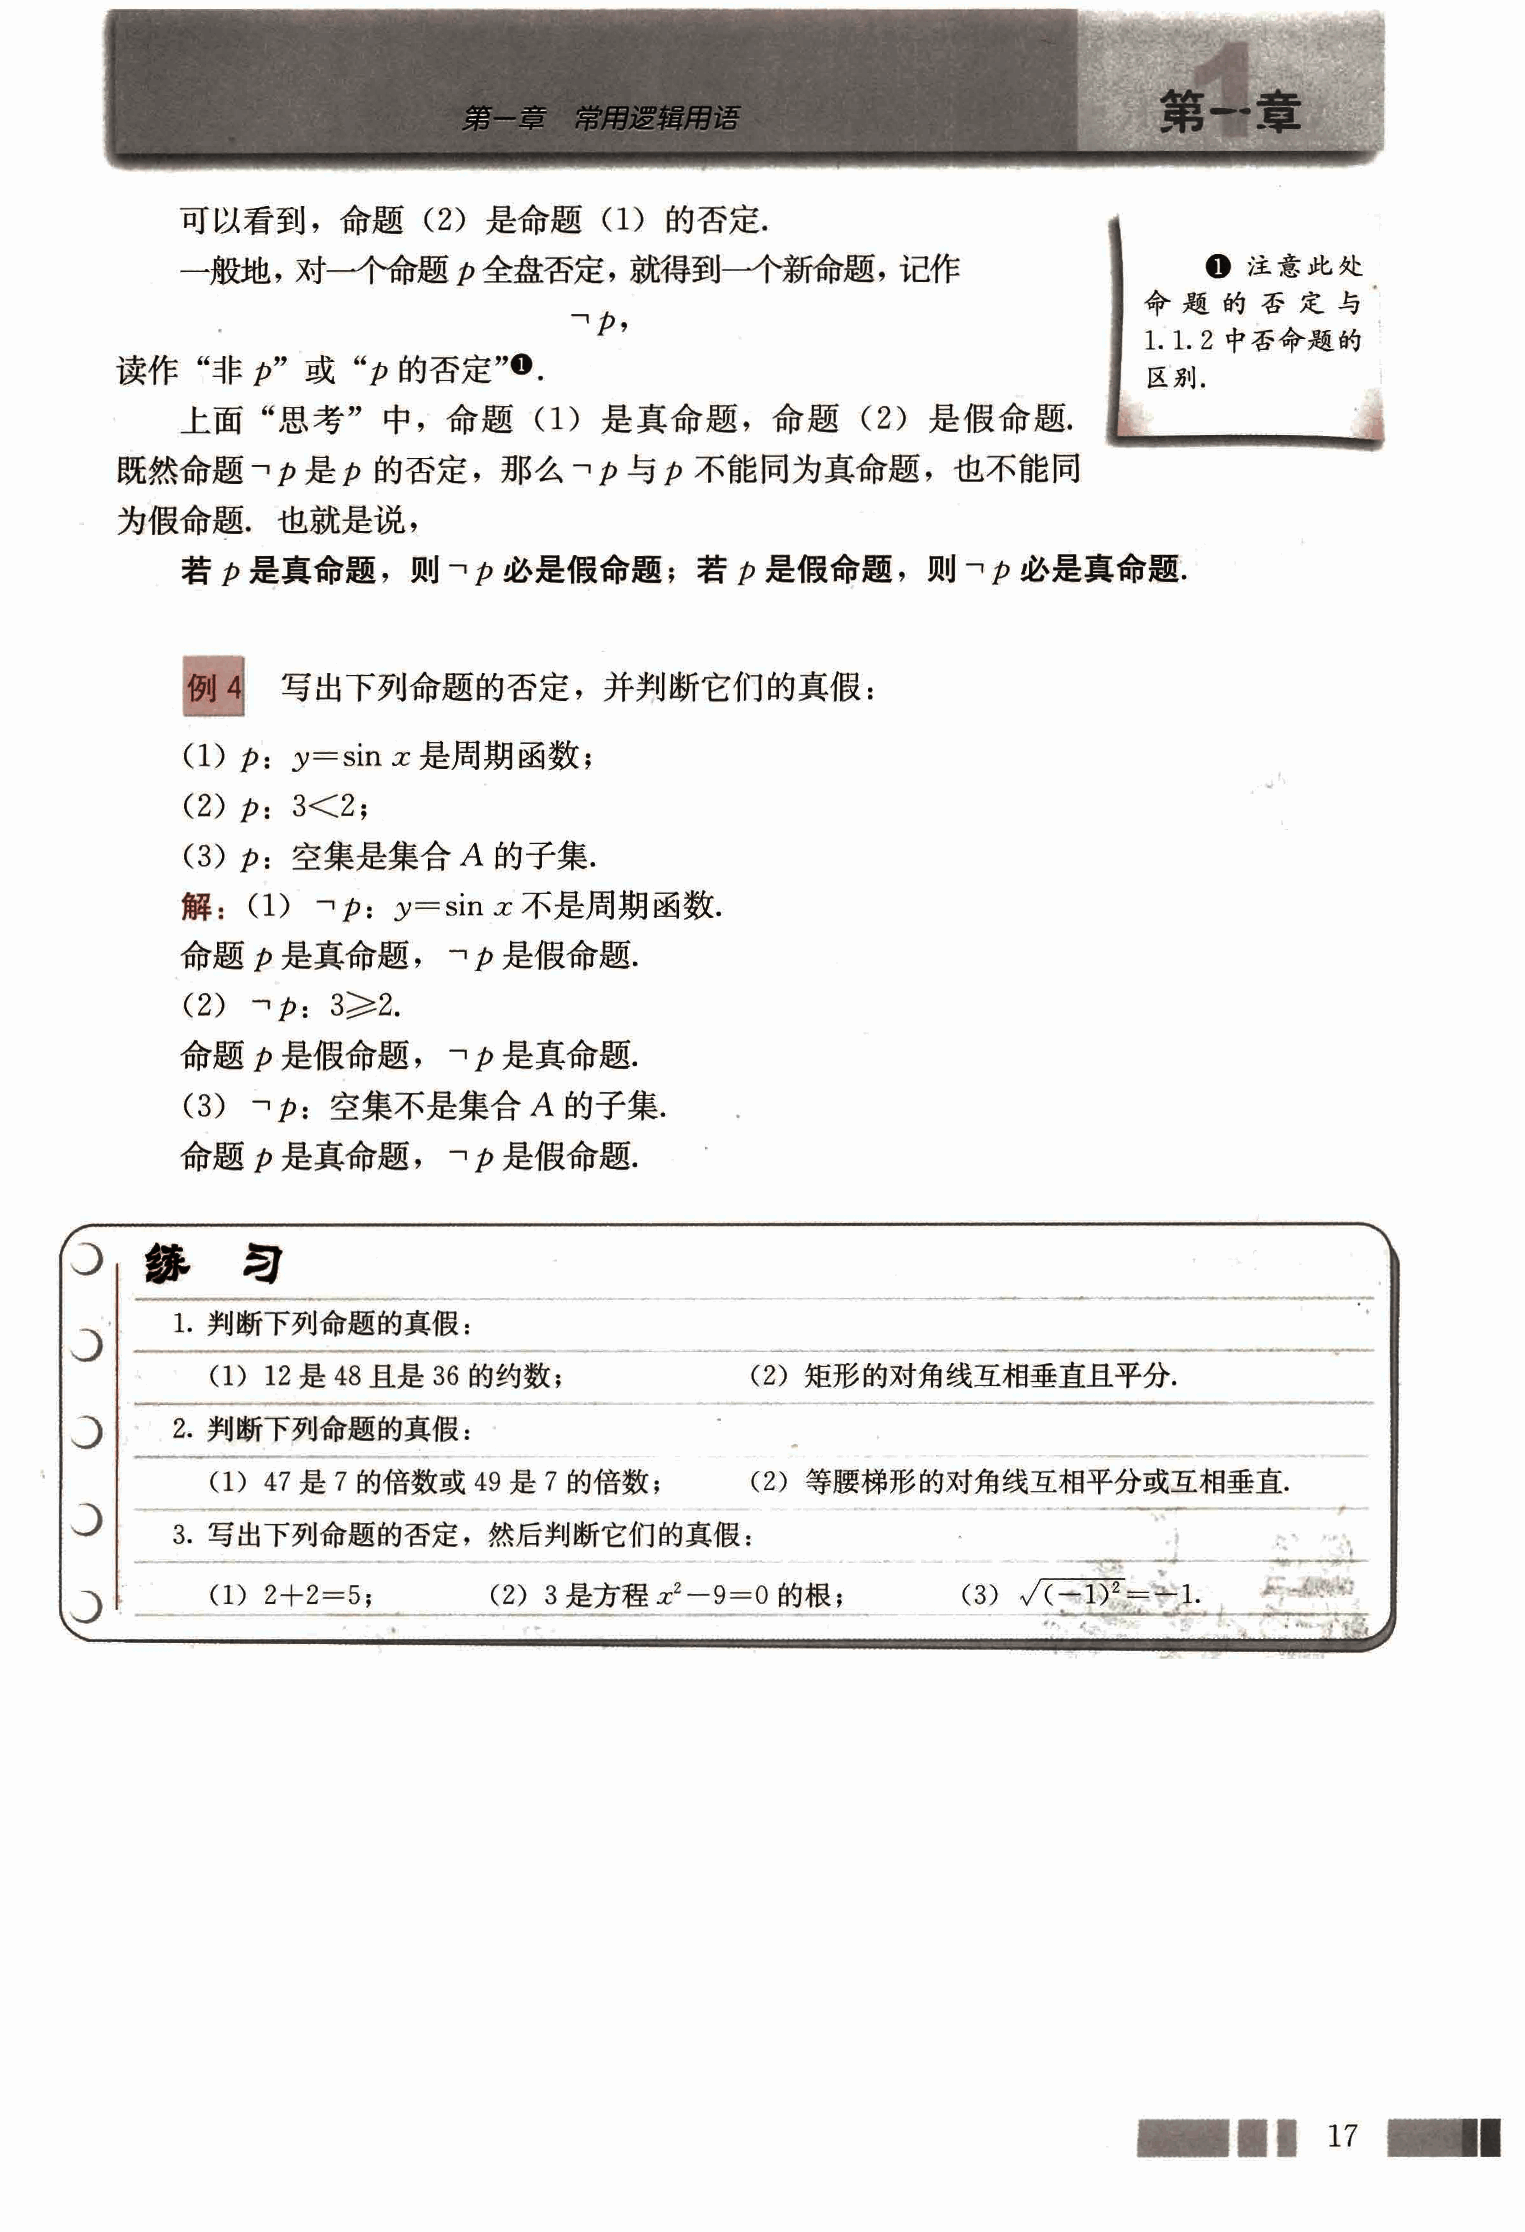 第一章 常用逻辑用语
第一章
可以看到，命题（2）是命题（1）的否定.
一般地，对一个命题 p 全盘否定，就得到一个新命题，记作
¬p，
读作“非 p”或“p 的否定”❶.
❶ 注意此处
命题的否定与
1.1.2 中否命题的
区别.
上面“思考”中，命题（1）是真命题，命题（2）是假命题.
既然命题 ¬p 是 p 的否定，那么 ¬p 与 p 不能同为真命题，也不能同
为假命题. 也就是说，
若 p 是真命题，则 ¬p 必是假命题；若 p 是假命题，则 ¬p 必是真命题.
例 4 写出下列命题的否定，并判断它们的真假：
（1）p：y=sin x 是周期函数；
（2）p：3<2；
（3）p：空集是集合 A 的子集.
解：（1） ¬p：y=sin x 不是周期函数.
命题 p 是真命题，¬p 是假命题.
（2） ¬p：3≥2.
命题 p 是假命题，¬p 是真命题.
（3） ¬p：空集不是集合 A 的子集.
命题 p 是真命题，¬p 是假命题.
练 习
1. 判断下列命题的真假：
（1）12 是 48 且是 36 的约数； （2）矩形的对角线互相垂直且平分.
2. 判断下列命题的真假：
（1）47 是 7 的倍数或 49 是 7 的倍数； （2）等腰梯形的对角线互相平分或互相垂直.
3. 写出下列命题的否定，然后判断它们的真假：
（1）2+2=5； （2）3 是方程 x²−9=0 的根； （3）√(−1)²=−1.
17